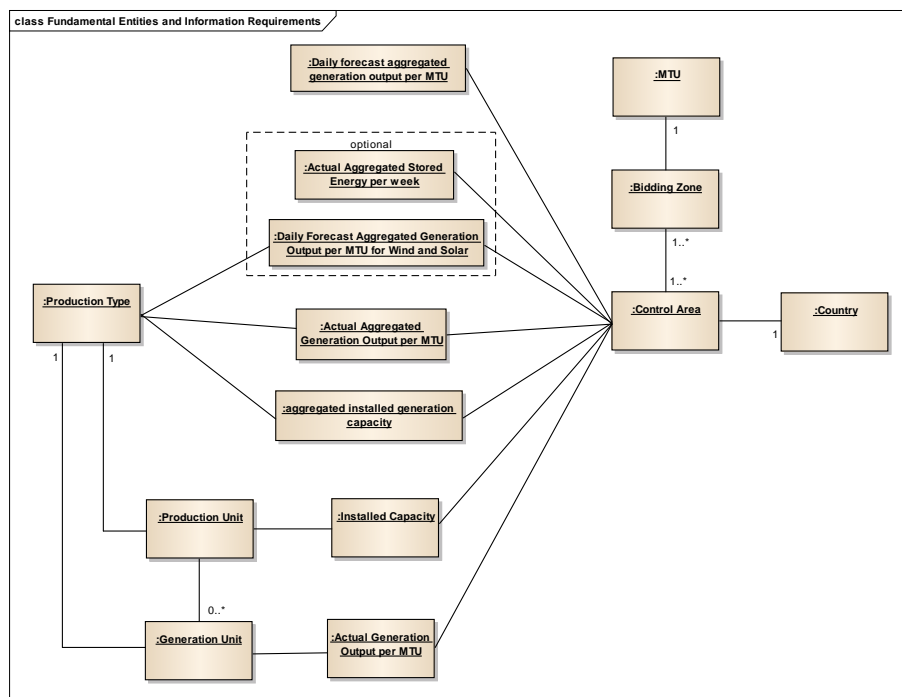 class Fundamental Entities and Information Requirements
:Daily forecast aggregated
generation output per MTU
:MTU
1
optional
:Actual Aggregated Stored
Energy per week
:Bidding Zone
:Daily Forecast Aggregated Generation
Output per MTU for Wind and Solar
1..*
1..*
:Production Type
:Control Area
:Country
1
:Actual Aggregated
Generation Output per MTU
1
1
:aggregated installed generation
capacity
:Production Unit
:Installed Capacity
0..*
:Generation Unit
:Actual Generation
Output per MTU